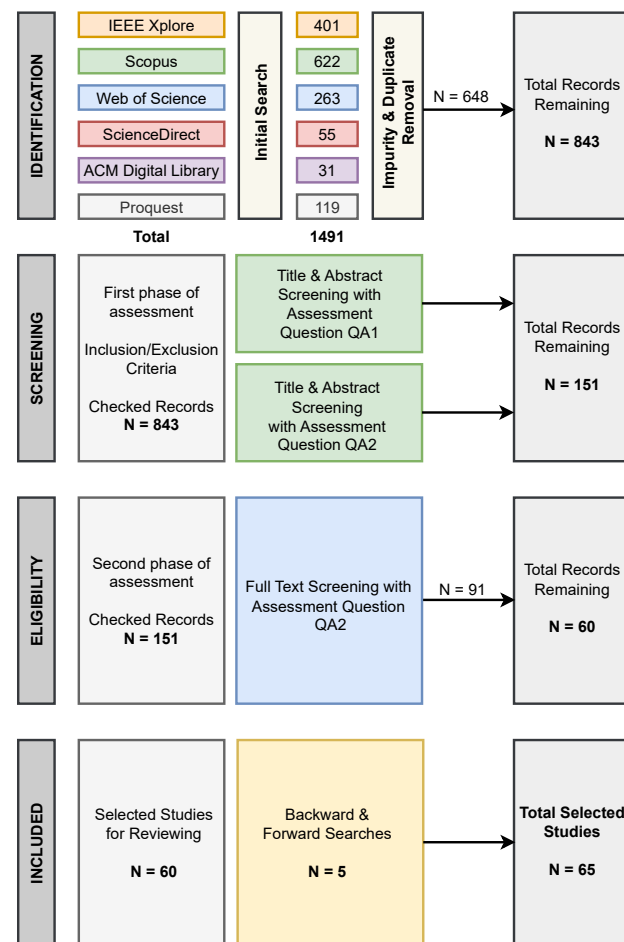 IDENTIFICATION
IEEE Xplore
Scopus
Web of Science
ScienceDirect
ACM Digital Library
Proquest
Total
Initial Search
401
622
263
55
31
119
1491
Impurity & Duplicate
Removal
N = 648
Total Records
Remaining
N = 843
SCREENING
First phase of
assessment
Inclusion/Exclusion
Criteria
Checked Records
N = 843
Title & Abstract
Screening with
Assessment
Question QA1
Title & Abstract
Screening
with Assessment
Question QA2
Total Records
Remaining
N = 151
ELIGIBILITY
Second phase of
assessment
Checked Records
N = 151
Full Text Screening with
Assessment Question
QA2
N = 91
Total Records
Remaining
N = 60
INCLUDED
Selected Studies
for Reviewing
N = 60
Backward &
Forward Searches
N = 5
Total Selected
Studies
N = 65